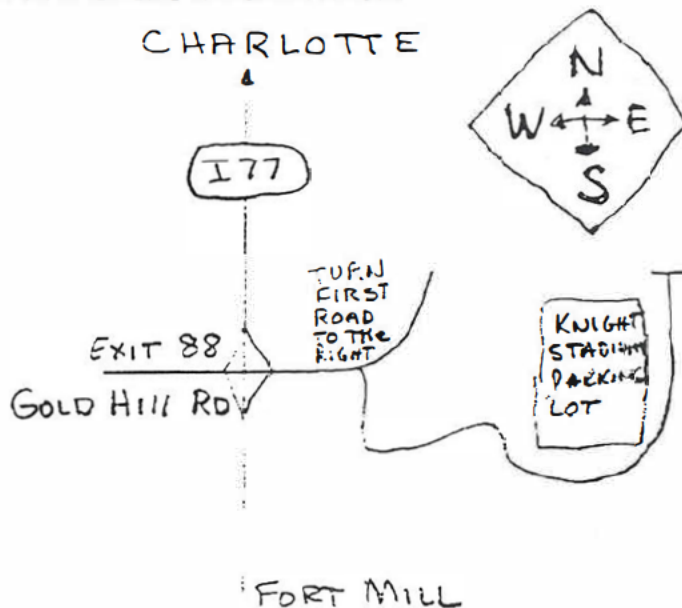 CHARLOTTE
N
W E
S
I77
TURN
FIRST
ROAD
TO THE
RIGHT
KNIGHT
STADIUM
PARKING
LOT
EXIT 88
GOLD HILL RD
FORT MILL